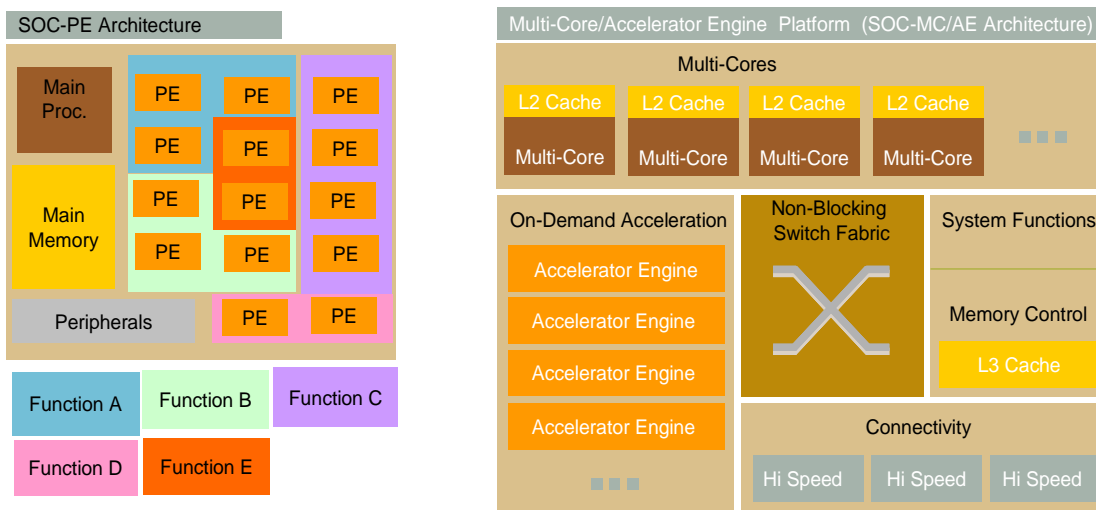 SOC-PE Architecture
Main
Proc.
PE
PE
PE
PE
PE
PE
PE
PE
PE
Main
Memory
PE
PE
PE
Peripherals
PE
PE
Function A
Function B
Function C
Function D
Function E
Multi-Core/Accelerator Engine Platform (SOC-MC/AE Architecture)
Multi-Cores
L2 Cache
L2 Cache
L2 Cache
L2 Cache
Multi-Core
Multi-Core
Multi-Core
Multi-Core
On-Demand Acceleration
Accelerator Engine
Accelerator Engine
Accelerator Engine
Accelerator Engine
Non-Blocking
Switch Fabric
System Functions
Memory Control
L3 Cache
Connectivity
Hi Speed
Hi Speed
Hi Speed